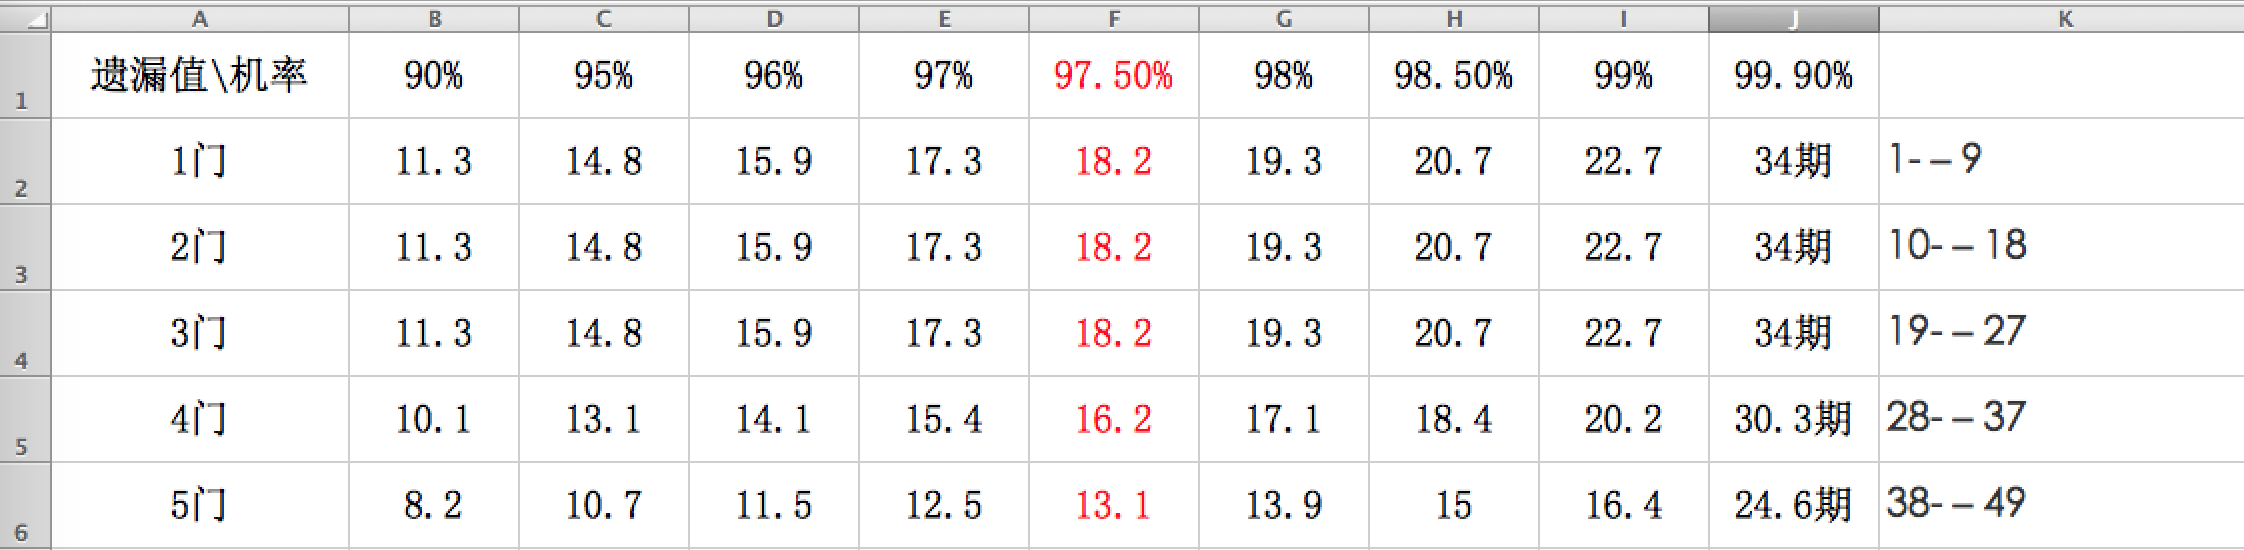 A B C D E F G H I J K
1 遗漏值\机率 90% 95% 96% 97% 97.50% 98% 98.50% 99% 99.90%
2 1门 11.3 14.8 15.9 17.3 18.2 19.3 20.7 22.7 34期 1-–9
3 2门 11.3 14.8 15.9 17.3 18.2 19.3 20.7 22.7 34期 10-–18
4 3门 11.3 14.8 15.9 17.3 18.2 19.3 20.7 22.7 34期 19-–27
5 4门 10.1 13.1 14.1 15.4 16.2 17.1 18.4 20.2 30.3期 28-–37
6 5门 8.2 10.7 11.5 12.5 13.1 13.9 15 16.4 24.6期 38-–49